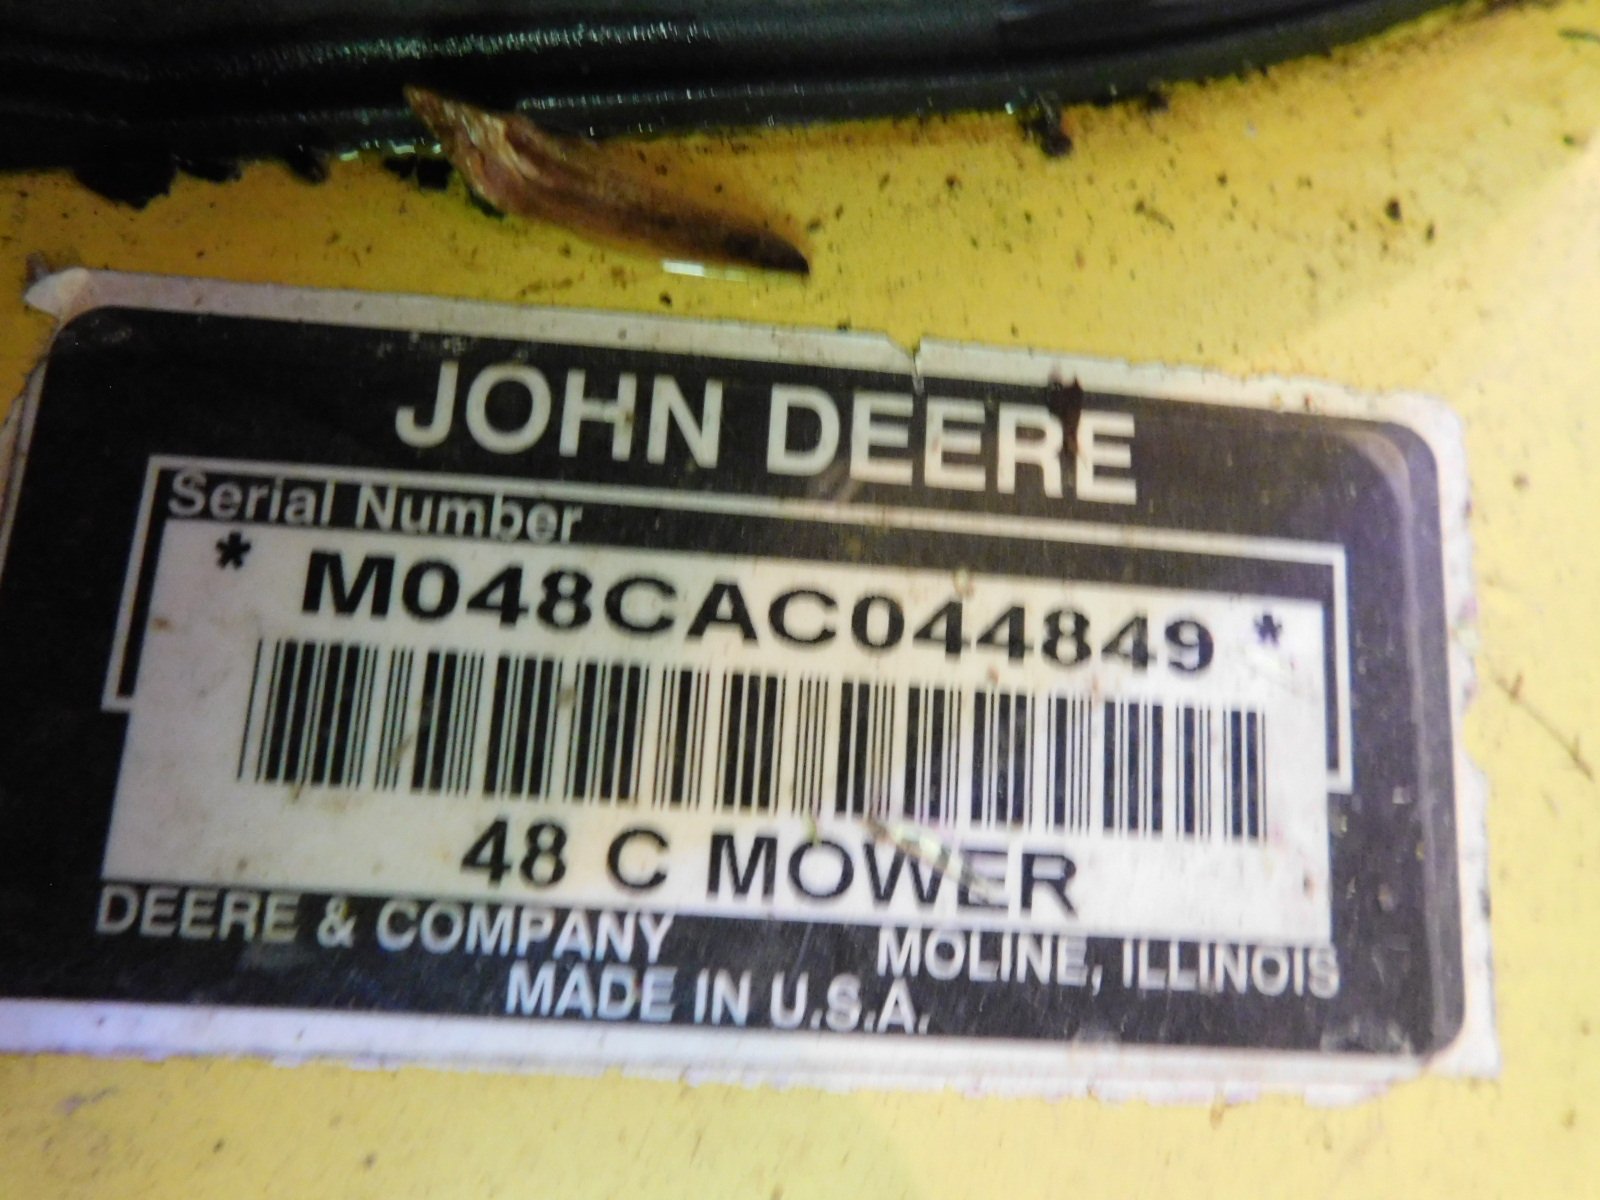 JOHN DEERE
Serial Number
* M048CAC044849 *
48 C MOWER
DEERE & COMPANY MOLINE, ILLINOIS
MADE IN U.S.A.